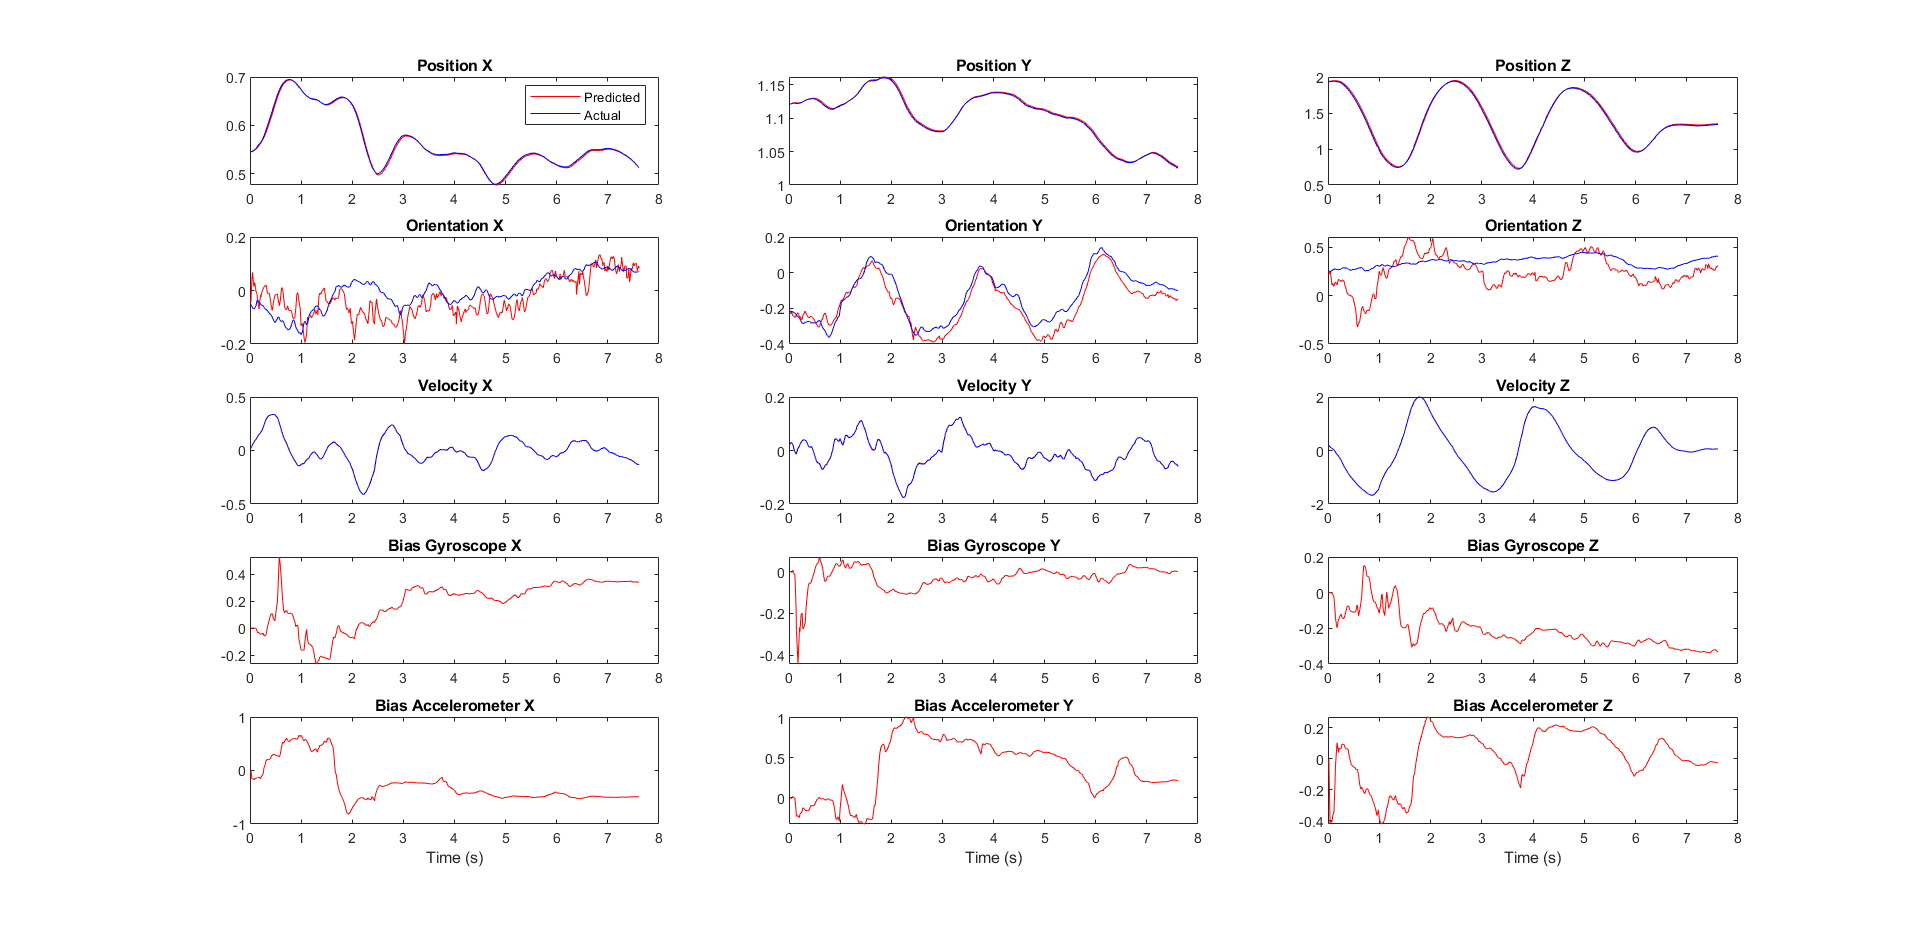 Position X
Position Y
Position Z
0.7
0.6
0.5
Predicted
Actual
0 1 2 3 4 5 6 7 8
1.15
1.1
1.05
1
0 1 2 3 4 5 6 7 8
2
1.5
1
0.5
0 1 2 3 4 5 6 7 8
Orientation X
Orientation Y
Orientation Z
0.2
0
-0.2
0 1 2 3 4 5 6 7 8
0.2
0
-0.2
-0.4
0 1 2 3 4 5 6 7 8
0.5
0
-0.5
0 1 2 3 4 5 6 7 8
Velocity X
Velocity Y
Velocity Z
0.5
0
-0.5
0 1 2 3 4 5 6 7 8
0.2
0
-0.2
0 1 2 3 4 5 6 7 8
2
0
-2
0 1 2 3 4 5 6 7 8
Bias Gyroscope X
Bias Gyroscope Y
Bias Gyroscope Z
0.4
0.2
0
-0.2
0 1 2 3 4 5 6 7 8
0
-0.2
-0.4
0 1 2 3 4 5 6 7 8
0.2
0
-0.2
-0.4
0 1 2 3 4 5 6 7 8
Bias Accelerometer X
Bias Accelerometer Y
Bias Accelerometer Z
1
0
-1
0 1 2 3 4 5 6 7 8
Time (s)
1
0.5
0
0 1 2 3 4 5 6 7 8
Time (s)
0.2
0
-0.2
-0.4
0 1 2 3 4 5 6 7 8
Time (s)